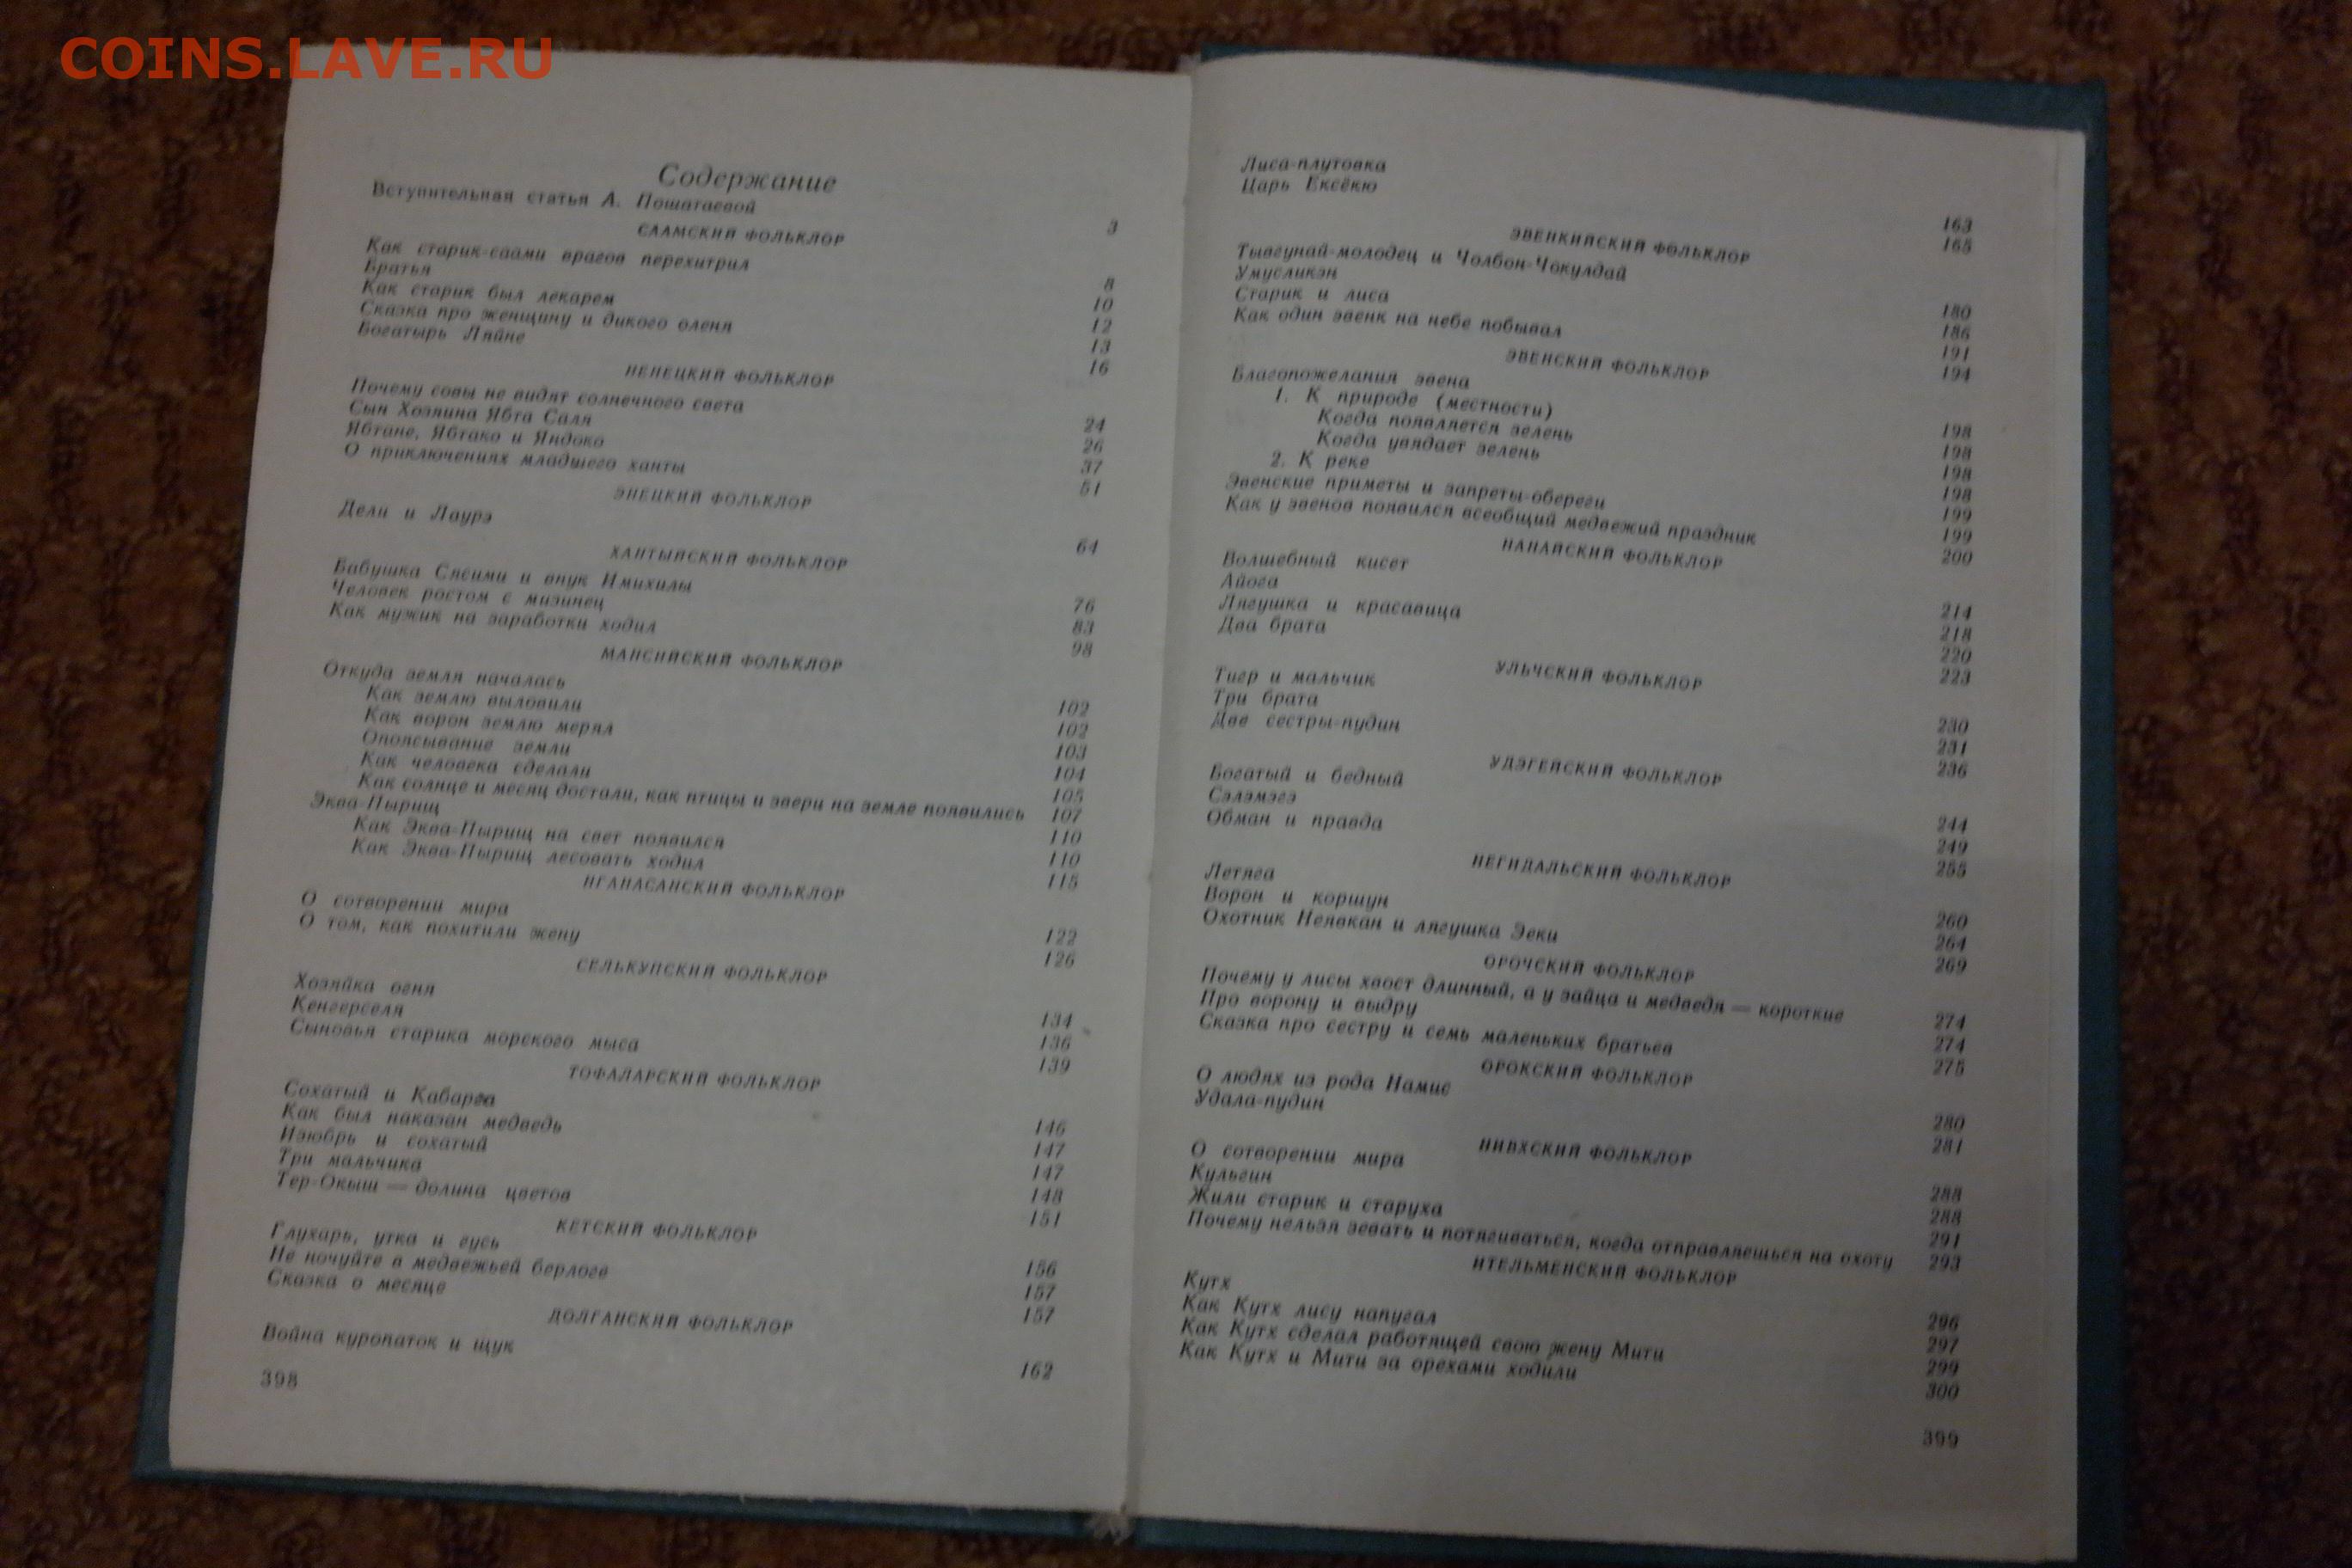 COINS.LAVE.RU
Содержание
Вступительная статья А. Пошатаевой 3
СААМСКИЙ ФОЛЬКЛОР
Как старик-саами врагов перехитрил 8
Братья 10
Как старик был лекарем 12
Сказка про женщину и дикого оленя 13
Богатырь Ляйне 16
НЕНЕЦКИЙ ФОЛЬКЛОР
Почему совы не видят солнечного света 24
Сын Хозяина Ябта Саля 26
Ябтане, Ябтако и Яндоко 37
О приключениях младшего ханты 51
ЭНЕЦКИЙ ФОЛЬКЛОР
Дели и Лаурэ 64
ХАНТЫЙСКИЙ ФОЛЬКЛОР
Бабушка Слеими и внук Имихилы 76
Человек ростом с мизинец 83
Как мужик на заработки ходил 98
МАНСИЙСКИЙ ФОЛЬКЛОР
Откуда земля началась 102
Как землю выловили 102
Как ворон землю мерял 103
Опоясывание земли 104
Как человека сделали 105
Как солнце и месяц достали, как птицы и звери на земле появились 107
Эква-Пырищ 110
Как Эква-Пырищ на свет появился 110
Как Эква-Пырищ лесовать ходил 115
НГАНАСАНСКИЙ ФОЛЬКЛОР
О сотворении мира 122
О том, как похитили жену 126
СЕЛЬКУПСКИЙ ФОЛЬКЛОР
Хозяйка огня 134
Кенгерселя 136
Сыновья старика морского мыса 139
ТОФАЛАРСКИЙ ФОЛЬКЛОР
Сохатый и Кабарга 146
Как был наказан медведь 147
Изюбрь и сохатый 147
Три мальчика 148
Тер-Окыш — долина цветов 151
КЕТСКИЙ ФОЛЬКЛОР
Глухарь, утка и гусь 156
Не ночуйте в медвежьей берлоге 157
Сказка о месяце 157
ДОЛГАНСКИЙ ФОЛЬКЛОР
Война куропаток и щук 162
398
Лиса-плутовка 163
Царь Ексёкю 165
ЭВЕНКИЙСКИЙ ФОЛЬКЛОР
Тывгунай-молодец и Чолбон-Чокулдай 180
Умусликэн 186
Старик и лиса 191
Как один эвенк на небе побывал 194
ЭВЕНСКИЙ ФОЛЬКЛОР
Благопожелания эвена 198
1. К природе (местности) 198
Когда появляется зелень 198
Когда увядает зелень 198
2. К реке 199
Эвенские приметы и запреты-обереги 199
Как у эвенов появился всеобщий медвежий праздник 200
НАНАЙСКИЙ ФОЛЬКЛОР
Волшебный кисет 214
Айога 218
Лягушка и красавица 220
Два брата 223
УЛЬЧСКИЙ ФОЛЬКЛОР
Тигр и мальчик 230
Три брата 231
Две сестры-пудин 236
УДЭГЕЙСКИЙ ФОЛЬКЛОР
Богатый и бедный 244
Сэлэмэгэ 249
Обман и правда 255
НЕГИДАЛЬСКИЙ ФОЛЬКЛОР
Летяга 260
Ворон и коршун 264
Охотник Нелвкан и лягушка Эеки 269
ОРОЧСКИЙ ФОЛЬКЛОР
Почему у лисы хвост длинный, а у зайца и медведя — короткие 274
Про ворону и выдру 274
Сказка про сестру и семь маленьких братьев 275
ОРОКСКИЙ ФОЛЬКЛОР
О людях из рода Намис 280
Удала-пудин 281
НИВХСКИЙ ФОЛЬКЛОР
О сотворении мира 288
Кульгин 288
Жили старик и старуха 291
Почему нельзя зевать и потягиваться, когда отправляешься на охоту 293
ИТЕЛЬМЕНСКИЙ ФОЛЬКЛОР
Кутх 296
Как Кутх лису напугал 297
Как Кутх сделал работящей свою жену Мити 299
Как Кутх и Мити за орехами ходили 300
399